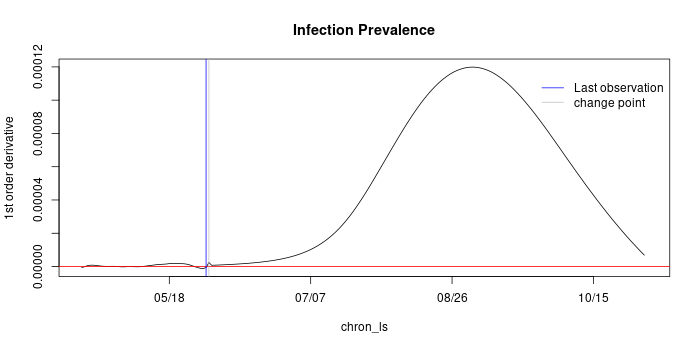 Infection Prevalence
1st order derivative
0.00012
0.00008
0.00004
0.00000
Last observation
change point
05/18
07/07
08/26
10/15
chron_ls